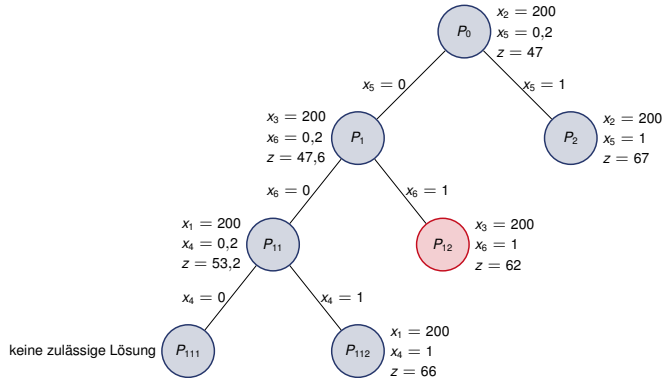 P0
x2 = 200
x5 = 0,2
z = 47
x5 = 0
x5 = 1
x3 = 200
x6 = 0,2
z = 47,6
P1
P2
x2 = 200
x5 = 1
z = 67
x6 = 0
x6 = 1
x1 = 200
x4 = 0,2
z = 53,2
P11
P12
x3 = 200
x6 = 1
z = 62
x4 = 0
x4 = 1
keine zulässige Lösung
P111
P112
x1 = 200
x4 = 1
z = 66